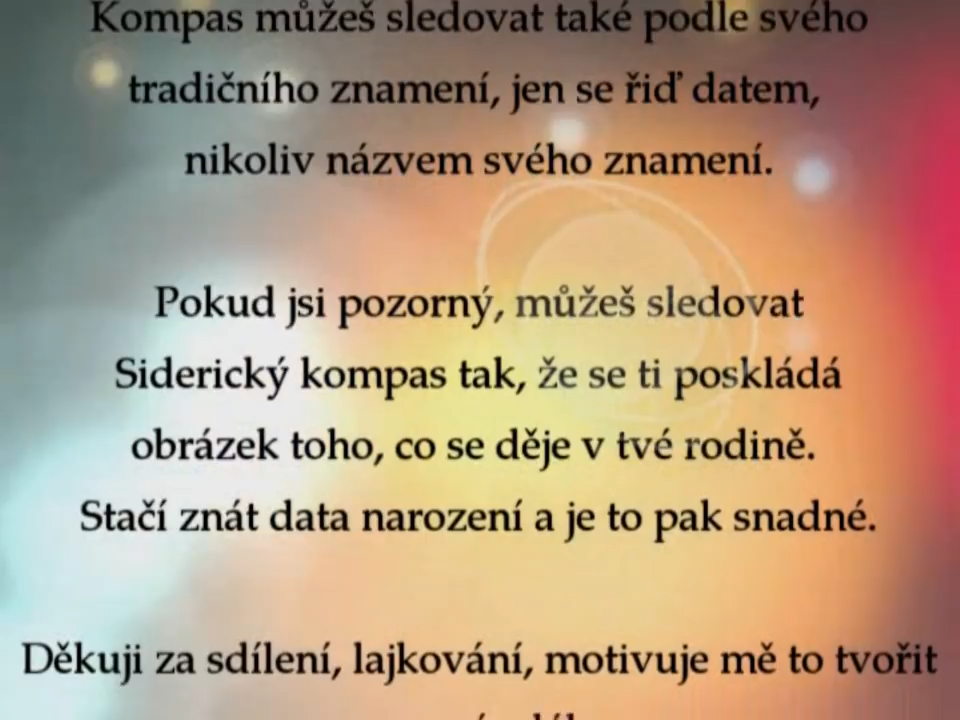 Kompas můžeš sledovat také podle svého
tradičního znamení, jen se řiď datem,
nikoliv názvem svého znamení.
Pokud jsi pozorný, můžeš sledovat
Siderický kompas tak, že se ti poskládá
obrázek toho, co se děje v tvé rodině.
Stačí znát data narození a je to pak snadné.
Děkuji za sdílení, lajkování, motivuje mě to tvořit